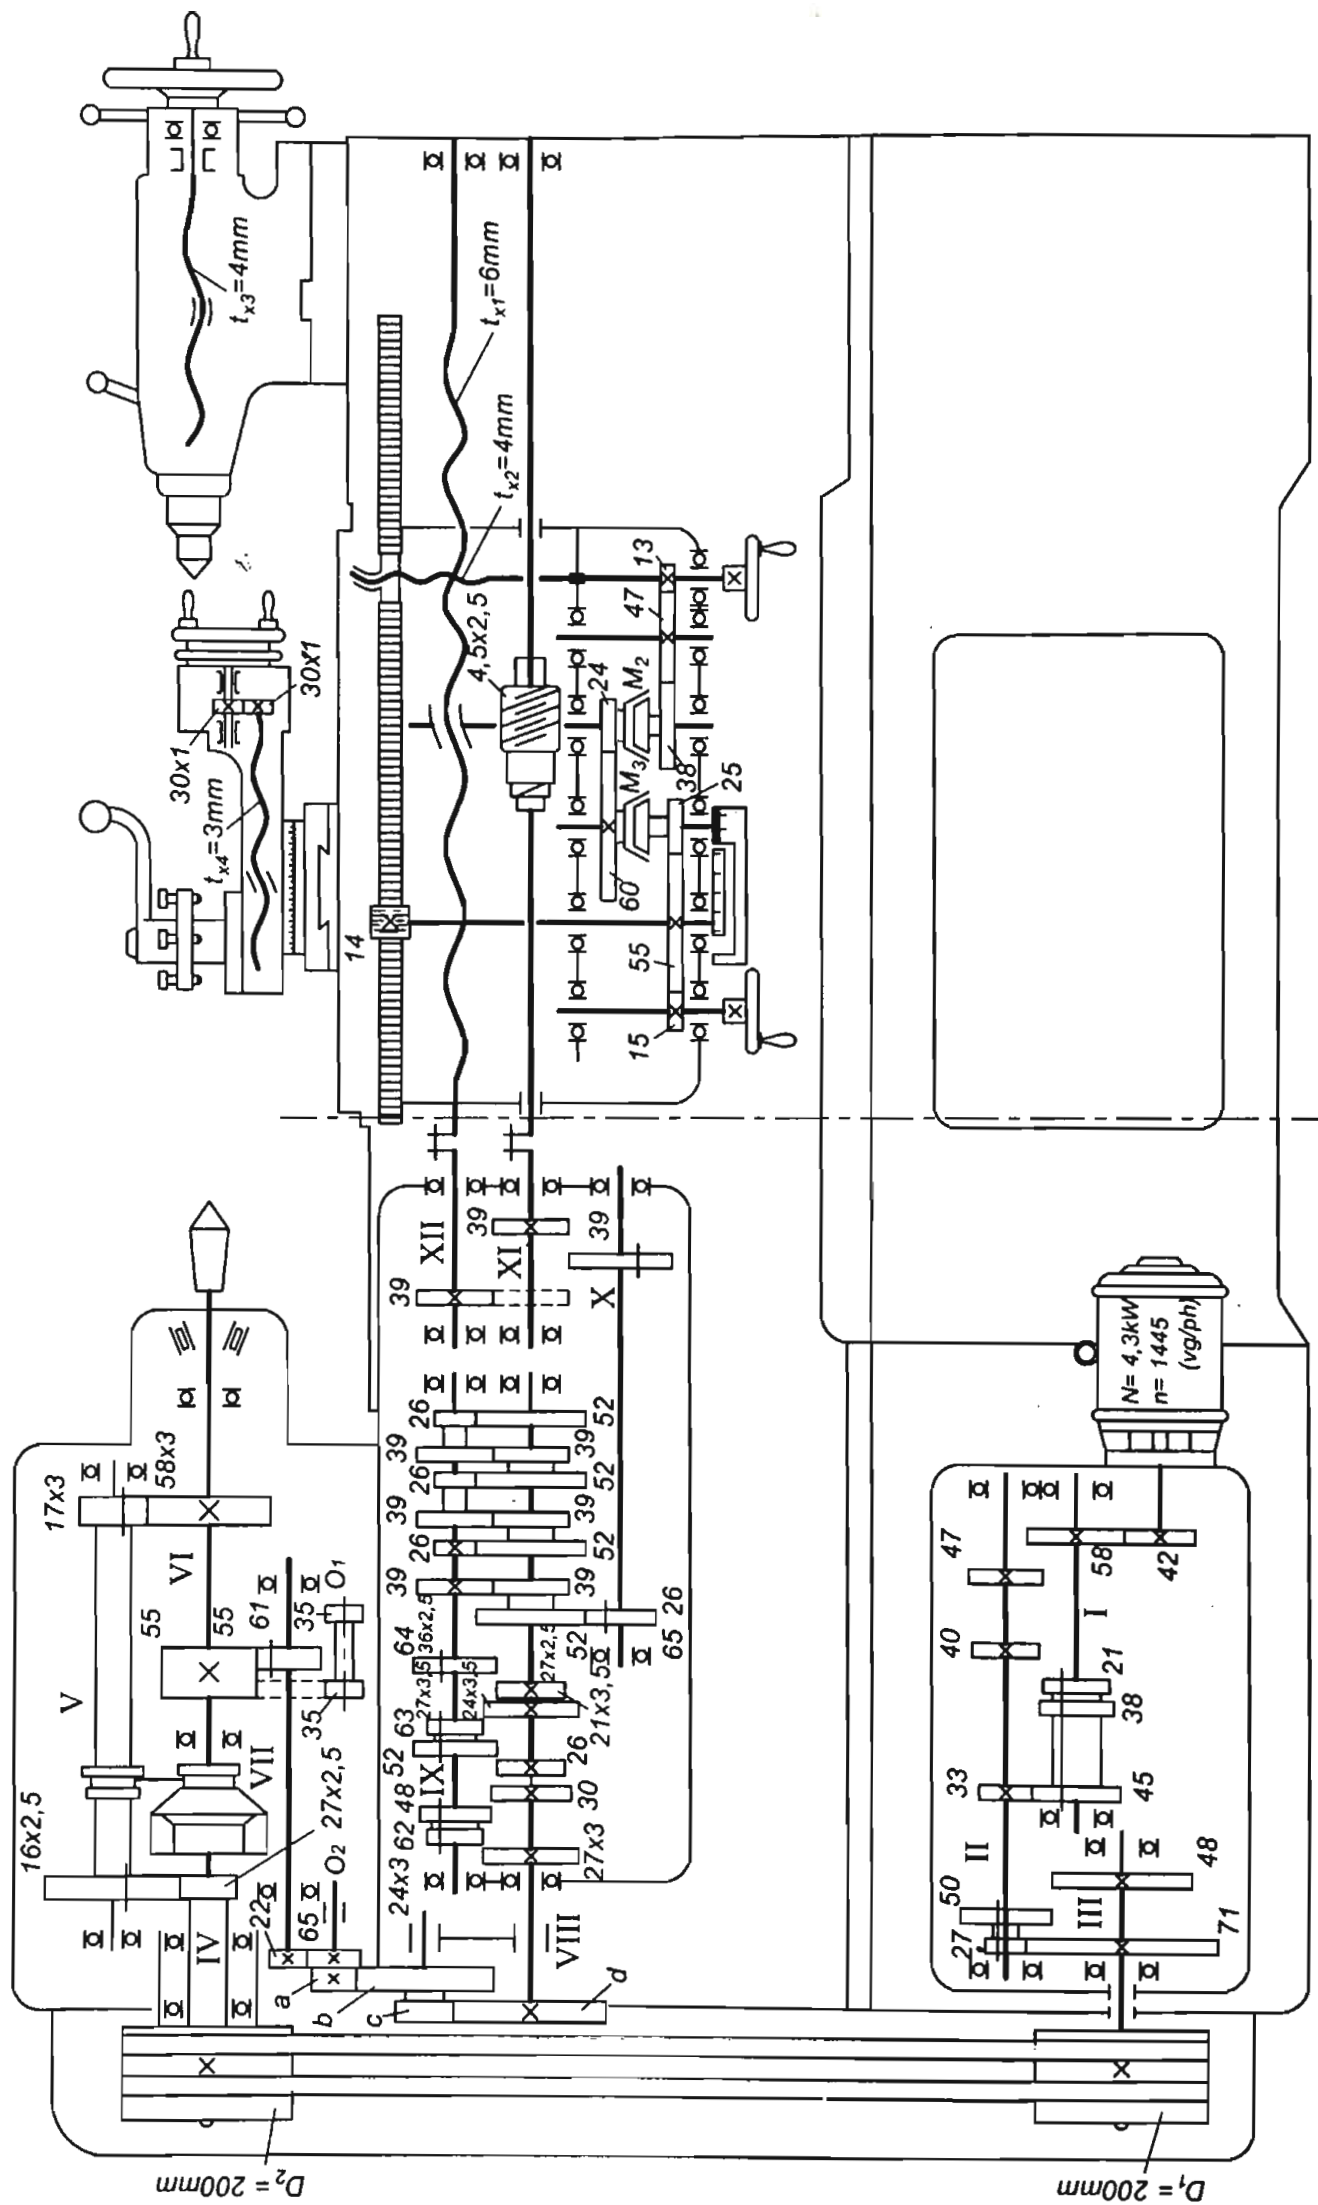 t_x3=4mm
t_x1=6mm
t_x2=4mm
30x1
30x1
t_x4=3mm
4,5x2,5
13
47
24
M2
M3
38
25
60
14
55
15
17x3
58x3
VI
55
55
V
61
35
O1
35
VII
16x2,5
27x2,5
22
65
O2
IV
a
b
c
d
VIII
XII
39
XI
39
39
X
26
39
26
39
26
39
52
39
52
39
52
39
26
65
52
64
36x2,5
27x3,5
24x3,5
27x2,5
21x3,5
63
52
IX
48
62
24x3
26
30
27x3
N= 4,3kW
n= 1445
(vg/ph)
47
40
58
42
I
21
38
33
45
II
50
27
III
48
71
D2 = 200mm
D1 = 200mm